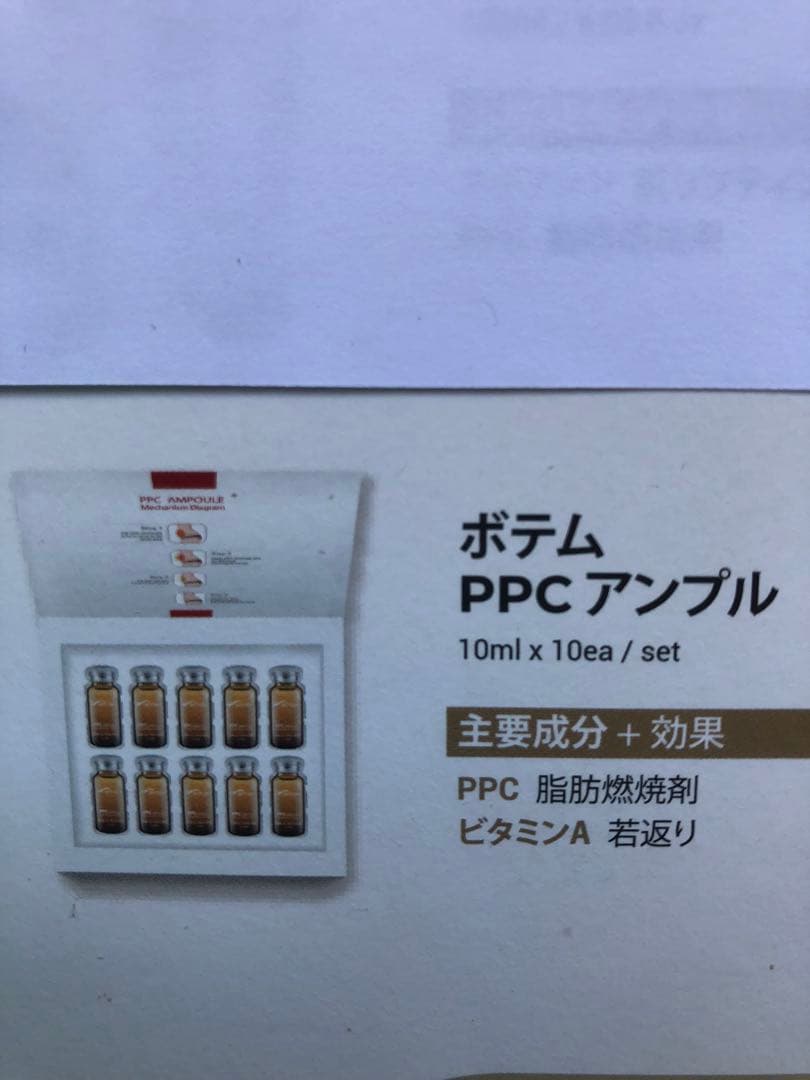 PPC AMPOULE
Mechanism Diagram
ボテム
PPC アンプル
10ml x 10ea / set
主要成分 + 効果
PPC 脂肪燃焼剤
ビタミンA 若返り